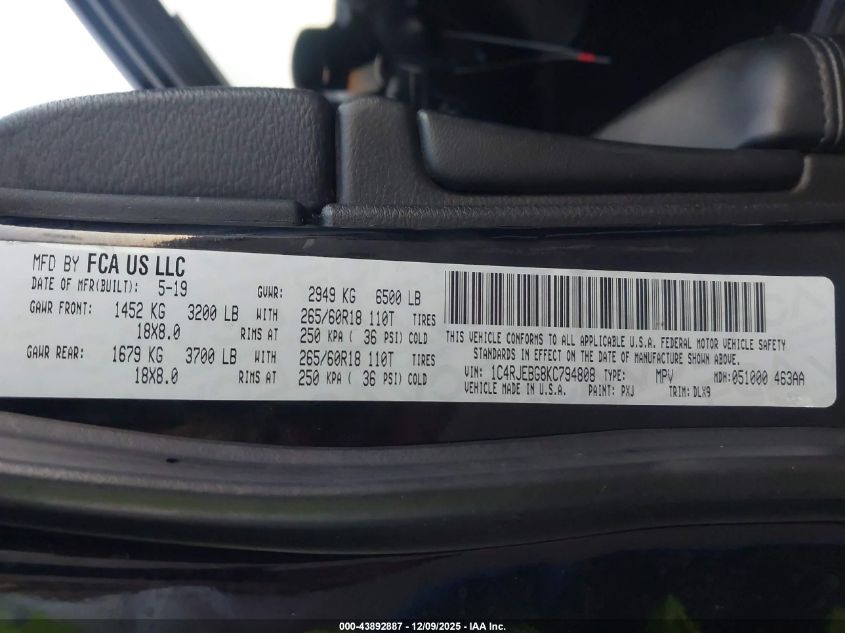 MFD BY FCA US LLC
DATE OF MFR(BUILT): 5-19 GVWR: 2949 KG 6500 LB
GAWR FRONT: 1452 KG 3200 LB WITH 265/60R18 110T TIRES
18X8.0 RIMS AT 250 KPA ( 36 PSI) COLD
GAWR REAR: 1679 KG 3700 LB WITH 265/60R18 110T TIRES
18X8.0 RIMS AT 250 KPA ( 36 PSI) COLD
THIS VEHICLE CONFORMS TO ALL APPLICABLE U.S.A. FEDERAL MOTOR VEHICLE SAFETY
STANDARDS IN EFFECT ON THE DATE OF MANUFACTURE SHOWN ABOVE.
VIN: 1C4RJEBG8KC794808 TYPE: MPV MDH: 051000 463AA
VEHICLE MADE IN U.S.A. PAINT: PXJ TRIM: DLX9
000-43892887 - 12/09/2025 - IAA Inc.